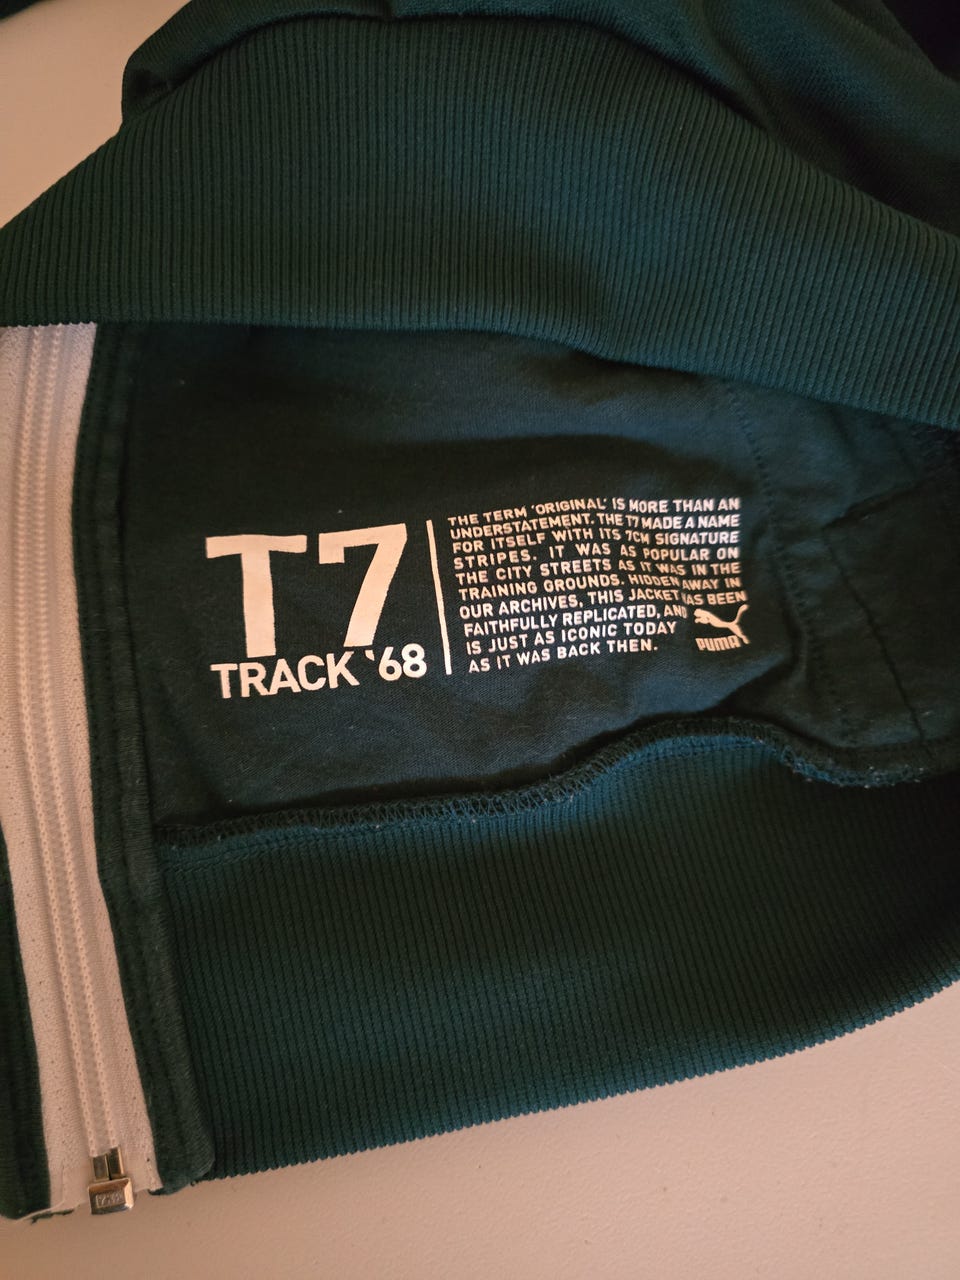 T7
TRACK '68
THE TERM 'ORIGINAL' IS MORE THAN AN
UNDERSTATEMENT. THE T7 MADE A NAME
FOR ITSELF WITH ITS 7CM SIGNATURE
STRIPES. IT WAS AS POPULAR ON
THE CITY STREETS AS IT WAS IN THE
TRAINING GROUNDS. HIDDEN AWAY IN
OUR ARCHIVES, THIS JACKET HAS BEEN
FAITHFULLY REPLICATED, AND
IS JUST AS ICONIC TODAY
AS IT WAS BACK THEN.
PUMA